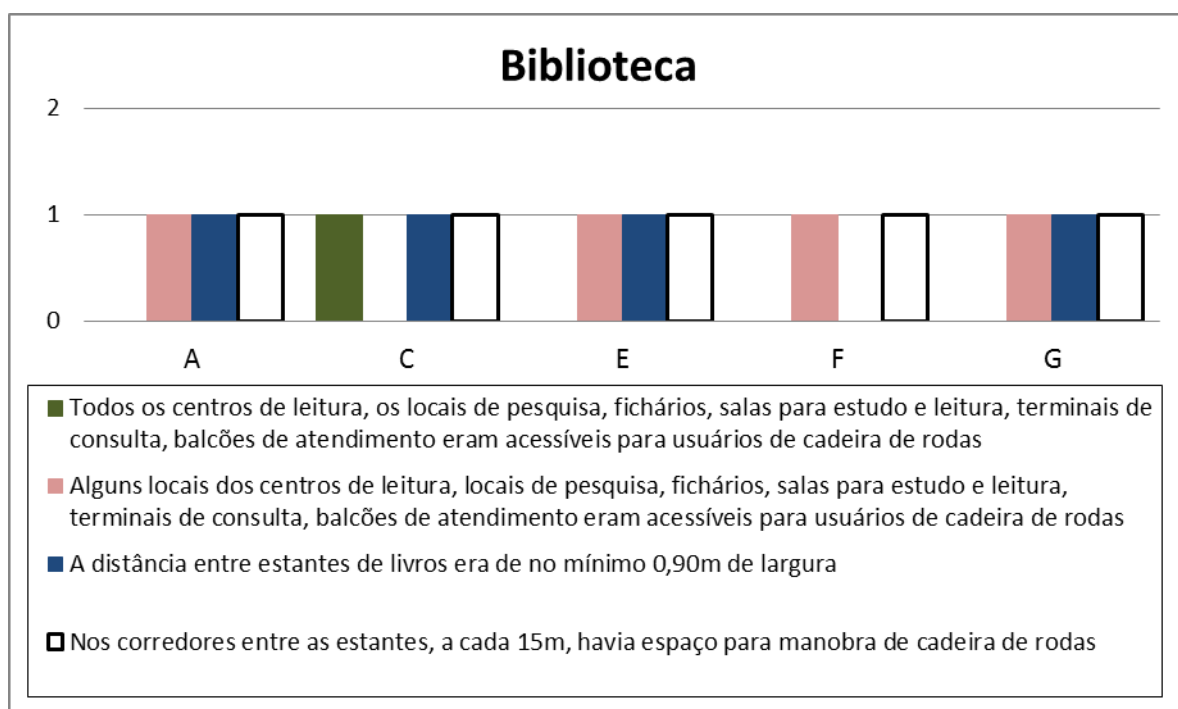 Biblioteca
2
1
0
A C E F G
Todos os centros de leitura, os locais de pesquisa, fichários, salas para estudo e leitura, terminais de
consulta, balcões de atendimento eram acessíveis para usuários de cadeira de rodas
Alguns locais dos centros de leitura, locais de pesquisa, fichários, salas para estudo e leitura,
terminais de consulta, balcões de atendimento eram acessíveis para usuários de cadeira de rodas
A distância entre estantes de livros era de no mínimo 0,90m de largura
Nos corredores entre as estantes, a cada 15m, havia espaço para manobra de cadeira de rodas